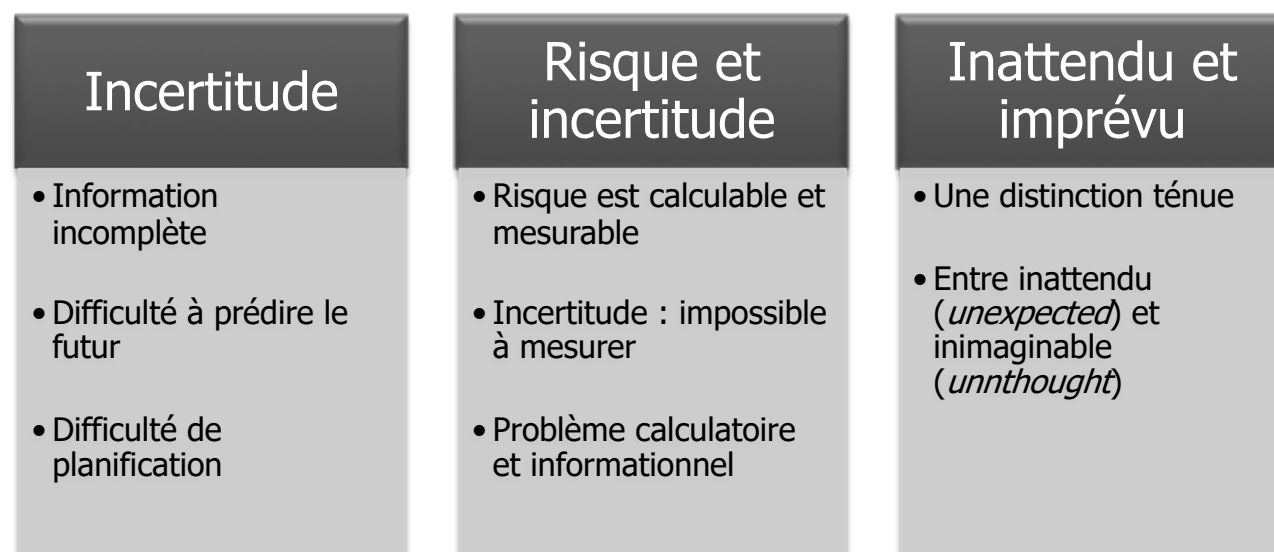 Incertitude
• Information
incomplète
• Difficulté à prédire le
futur
• Difficulté de
planification
Risque et
incertitude
• Risque est calculable et
mesurable
• Incertitude : impossible
à mesurer
• Problème calculatoire
et informationnel
Inattendu et
imprévu
• Une distinction ténue
• Entre inattendu
(unexpected) et
inimaginable
(unnthought)